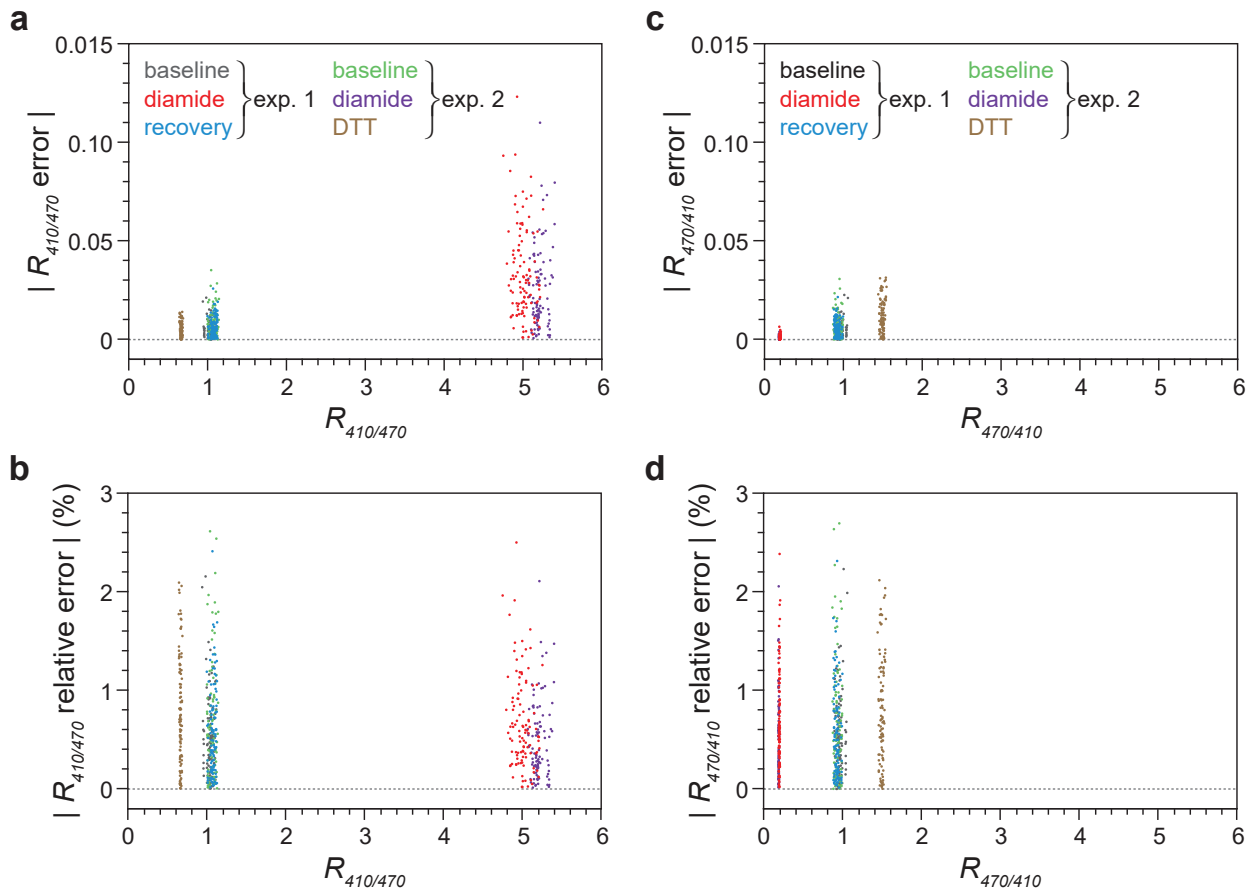 a
0.015
0.10
0.05
0
| R410/470 error |
baseline
diamide
recovery
exp. 1
baseline
diamide
DTT
exp. 2
0 1 2 3 4 5 6
R410/470
c
0.015
0.10
0.05
0
| R470/410 error |
baseline
diamide
recovery
exp. 1
baseline
diamide
DTT
exp. 2
0 1 2 3 4 5 6
R470/410
b
3
2
1
0
| R410/470 relative error | (%)
0 1 2 3 4 5 6
R410/470
d
3
2
1
0
| R470/410 relative error | (%)
0 1 2 3 4 5 6
R470/410